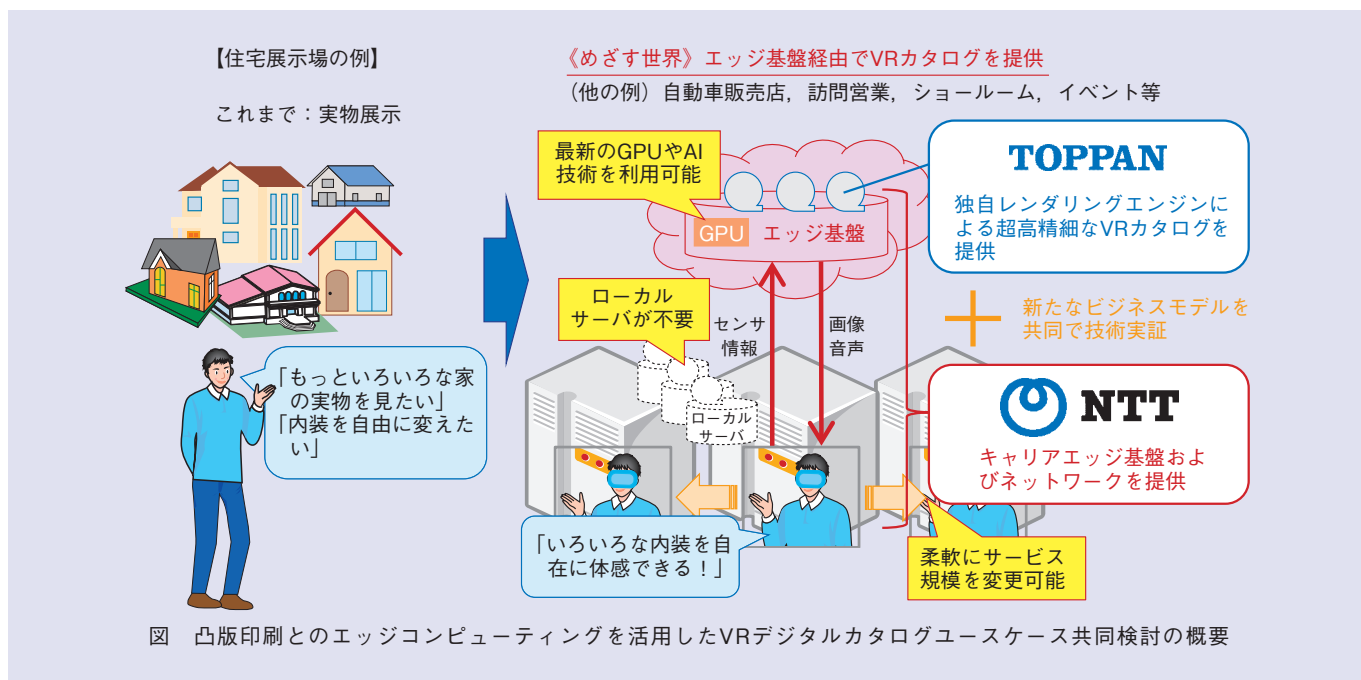 【住宅展示場の例】
これまで：実物展示
「もっといろいろな家
の実物を見たい」
「内装を自由に変えた
い」
《めざす世界》エッジ基盤経由でVRカタログを提供
（他の例）自動車販売店，訪問営業，ショールーム，イベント等
最新のGPUやAI
技術を利用可能
GPU エッジ基盤
ローカル
サーバが不要
センサ
情報
画像
音声
ローカル
サーバ
「いろいろな内装を自
在に体感できる！」
柔軟にサービス
規模を変更可能
TOPPAN
独自レンダリングエンジンに
よる超高精細なVRカタログを
提供
新たなビジネスモデルを
共同で技術実証
NTT
キャリアエッジ基盤およ
びネットワークを提供
図　凸版印刷とのエッジコンピューティングを活用したVRデジタルカタログユースケース共同検討の概要